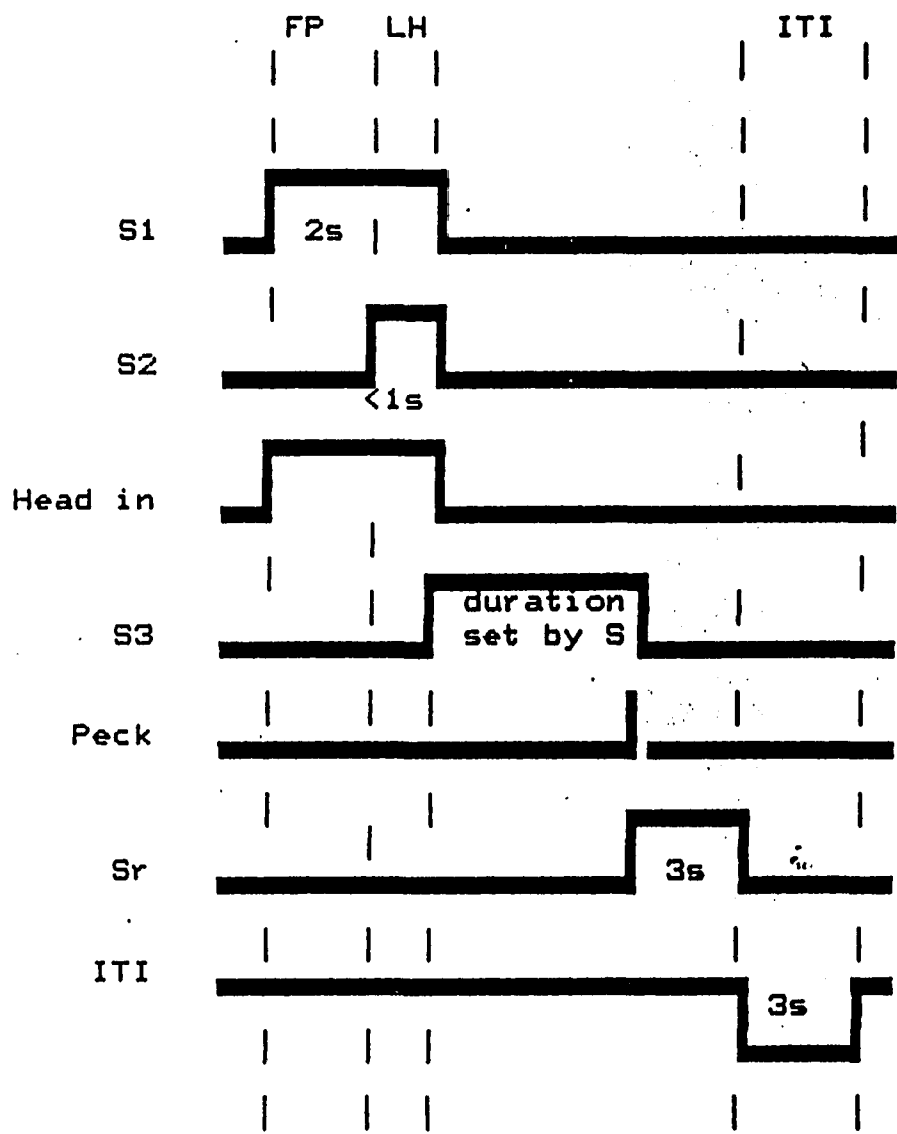 FP LH ITI
S1
2s
S2
<1s
Head in
duration
S3
set by S
Peck
Sr
3s
ITI
3s